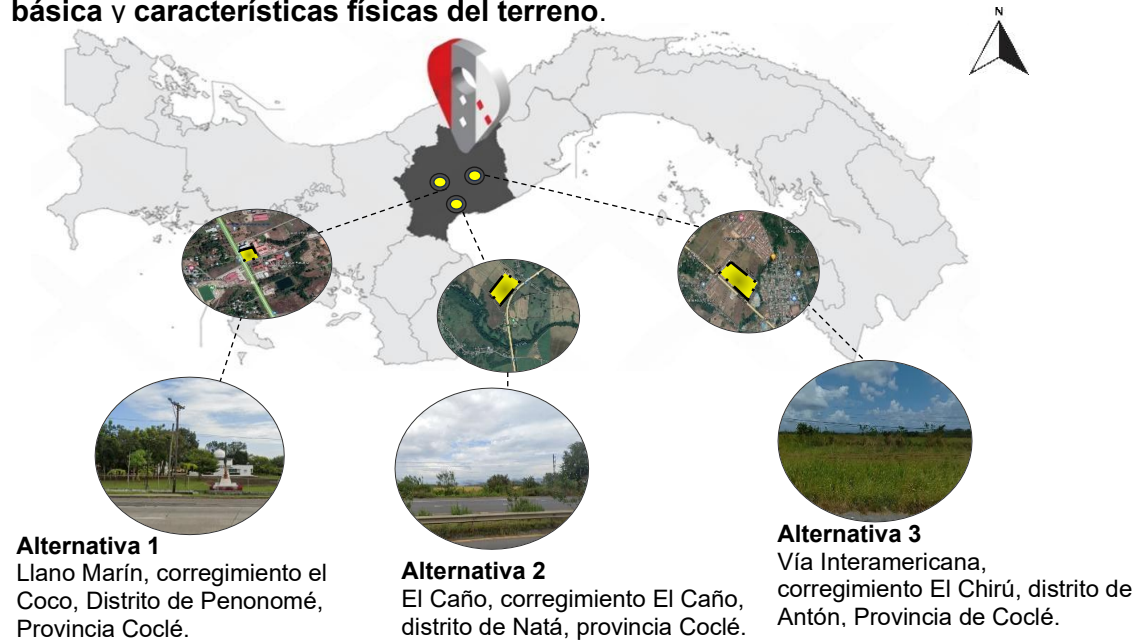 básica y características físicas del terreno.
N
Alternativa 1
Llano Marín, corregimiento el
Coco, Distrito de Penonomé,
Provincia Coclé.
Alternativa 2
El Caño, corregimiento El Caño,
distrito de Natá, provincia Coclé.
Alternativa 3
Vía Interamericana,
corregimiento El Chirú, distrito de
Antón, Provincia de Coclé.